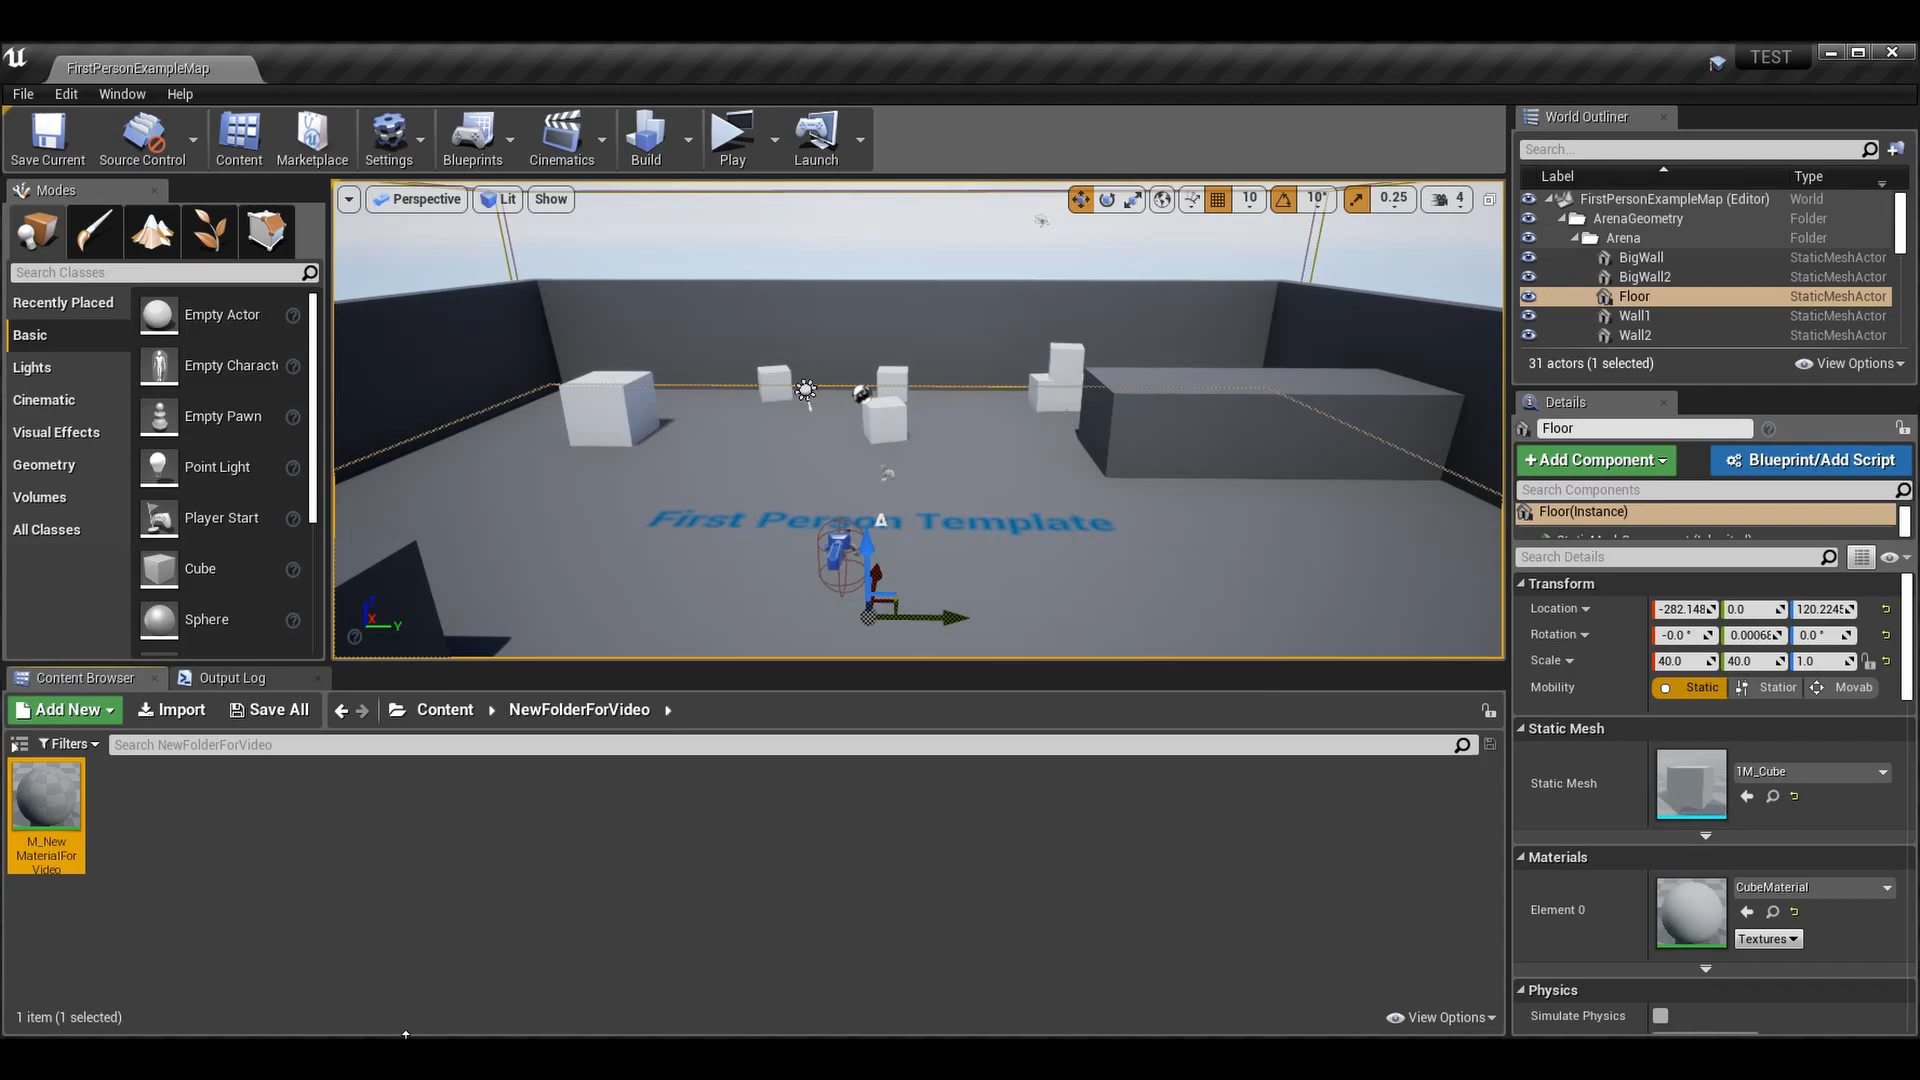 FirstPersonExampleMap
TEST
File Edit Window Help
Save Current
Source Control
Content
Marketplace
Settings
Blueprints
Cinematics
Build
Play
Launch
Modes
Search Classes
Recently Placed
Basic
Lights
Cinematic
Visual Effects
Geometry
Volumes
All Classes
Empty Actor
Empty Charact
Empty Pawn
Point Light
Player Start
Cube
Sphere
Perspective Lit Show
10 10° 0.25 4
First Person Template
X Y
World Outliner
Search...
Label Type
FirstPersonExampleMap (Editor) World
ArenaGeometry Folder
Arena Folder
BigWall StaticMeshActor
BigWall2 StaticMeshActor
Floor StaticMeshActor
Wall1 StaticMeshActor
Wall2 StaticMeshActor
31 actors (1 selected) View Options
Details
Floor
+Add Component Blueprint/Add Script
Search Components
Floor(Instance)
Search Details
Transform
Location -282.148 0.0 120.2245
Rotation -0.0 ° 0.00068 0.0 °
Scale 40.0 40.0 1.0
Mobility Static Station Movab
Static Mesh
Static Mesh 1M_Cube
Materials
Element 0 CubeMaterial
Textures
Physics
Simulate Physics
Content Browser Output Log
Add New Import Save All Content NewFolderForVideo
Filters Search NewFolderForVideo
M_New
MaterialFor
Video
1 item (1 selected) View Options